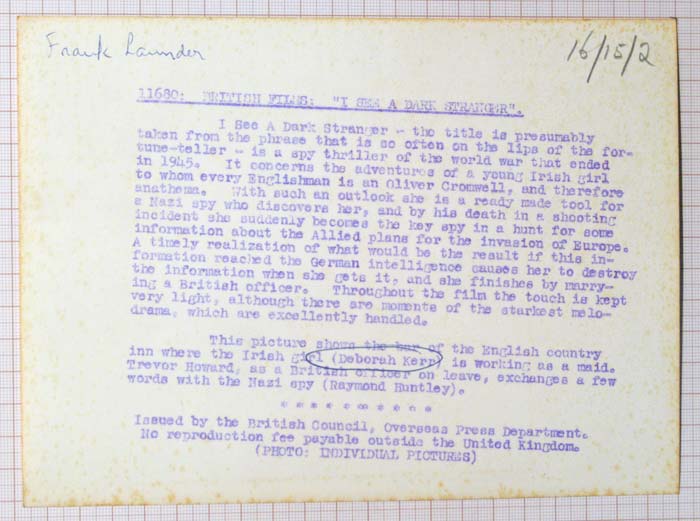 Frank Launder
16/15/2
11680: BRITISH FILMS: "I SEE A DARK STRANGER".
I See A Dark Stranger - the title is presumably
taken from the phrase that is so often on the lips of the for-
tune-teller - is a spy thriller of the world war that ended
in 1945. It concerns the adventures of a young Irish girl
to whom every Englishman is an Oliver Cromwell, and therefore
anathema. With such an outlook she is a ready made tool for
a Nazi spy who discovers her, and by his death in a shooting
incident she suddenly becomes the key spy in a hunt for some
information about the Allied plans for the invasion of Europe.
A timely realization of what would be the result if this in-
formation reached the German intelligence causes her to destroy
the information when she gets it, and she finishes by marry-
ing a British officer. Throughout the film the touch is kept
very light, although there are moments of the starkest melo-
drama, which are excellently handled.
This picture shows the bar of the English country
inn where the Irish girl (Deborah Kerr) is working as a maid.
Trevor Howard, as a British officer on leave, exchanges a few
words with the Nazi spy (Raymond Huntley).
* * * * * * * * * * *
Issued by the British Council, Overseas Press Department.
No reproduction fee payable outside the United Kingdom.
(PHOTO: INDIVIDUAL PICTURES)